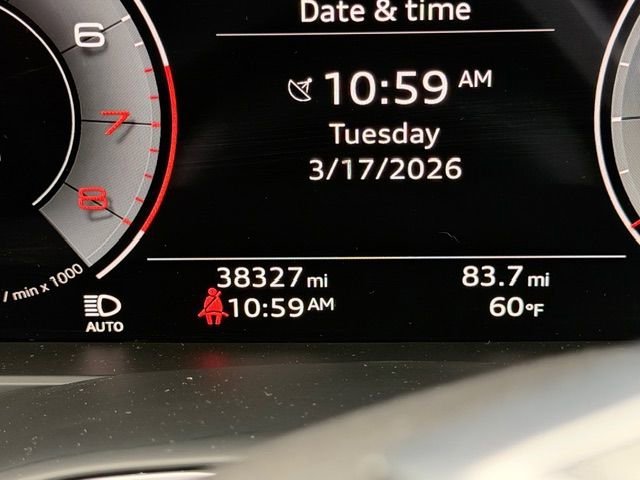 Date & time
10:59 AM
Tuesday
3/17/2026
6
7
8
/ min x 1000
38327 mi
83.7 mi
10:59 AM
60°F
AUTO